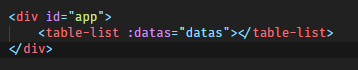 <div id="app">
    <table-list :datas="datas"></table-list>
</div>